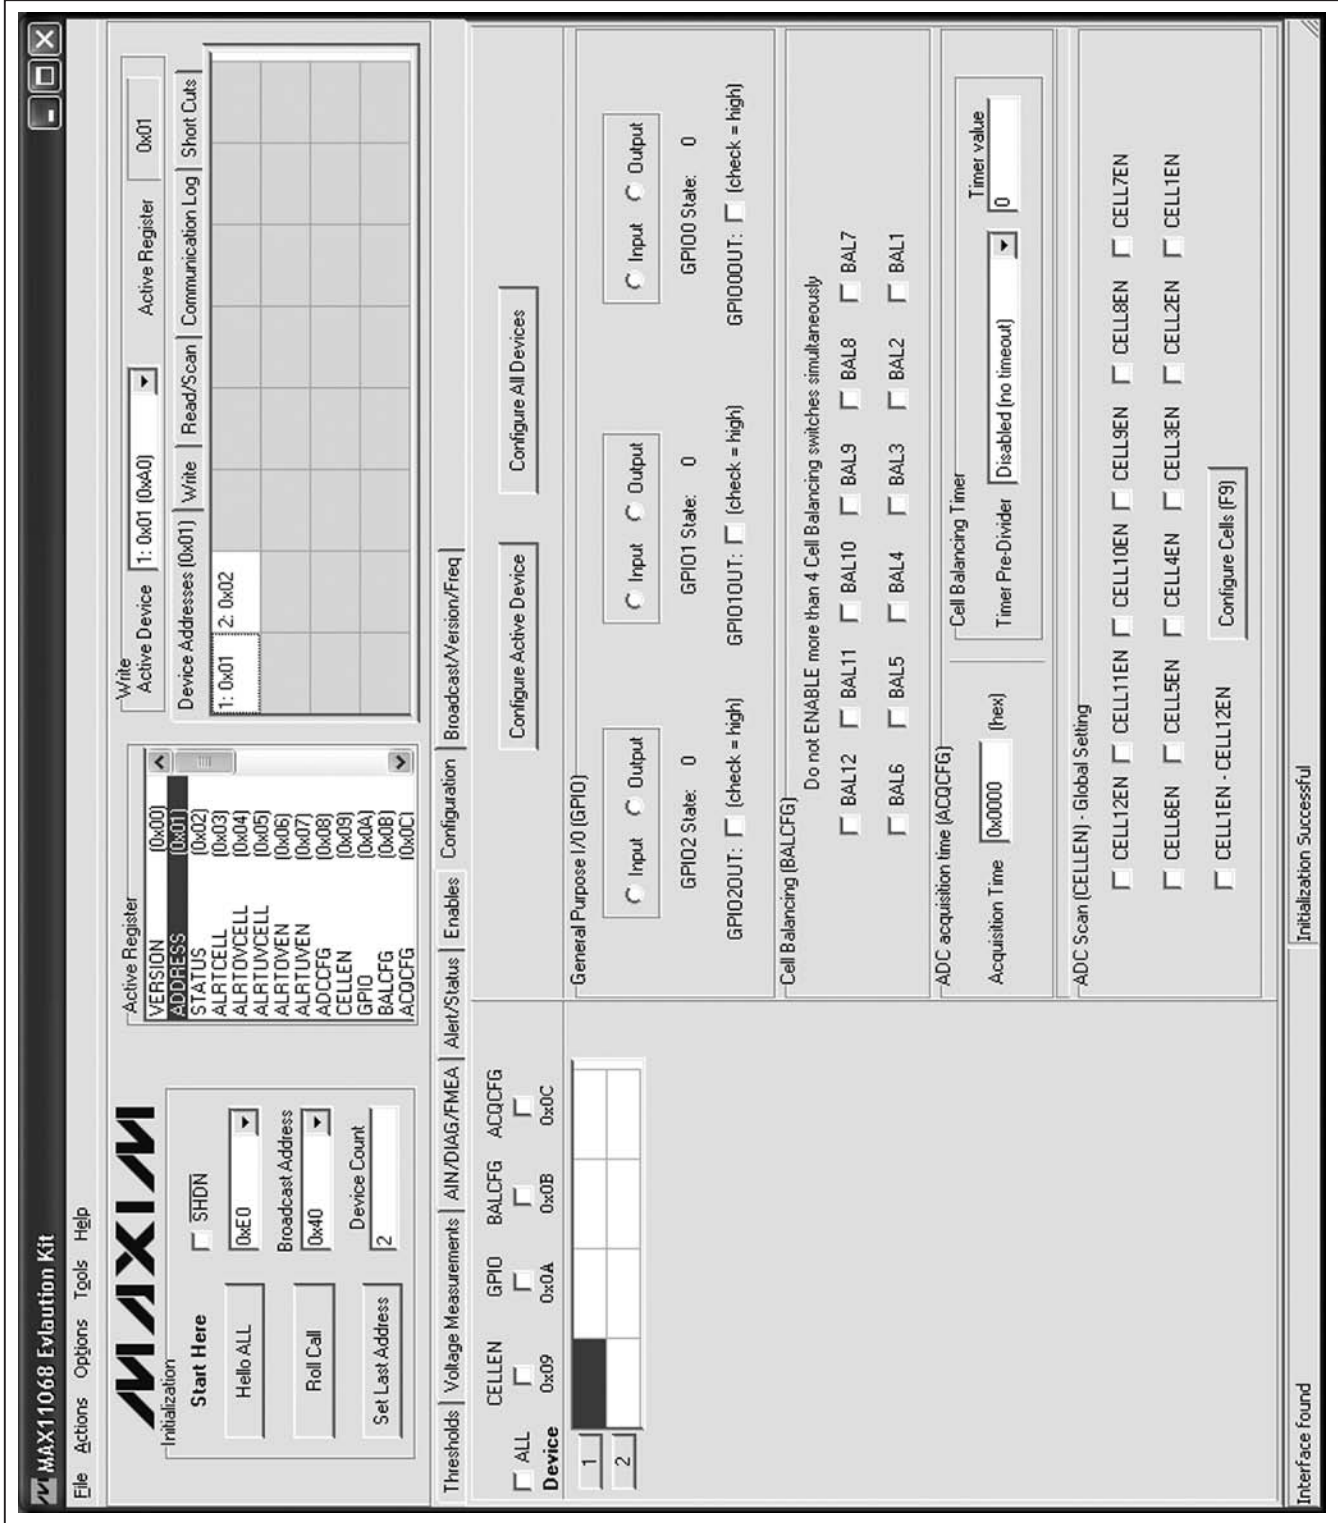 MAX11068 Evlaution Kit
File Actions Options Tools Help
MAXIM
Initialization
Start Here
SHDN
Hello ALL
0xE0
Broadcast Address
Roll Call
0x40
Device Count
Set Last Address
2
Active Register
VERSION (0x00)
ADDRESS (0x01)
STATUS (0x02)
ALRTCELL (0x03)
ALRTOVCELL (0x04)
ALRTUVCELL (0x05)
ALRTOVEN (0x06)
ALRTUVEN (0x07)
ADCCFG (0x08)
CELLEN (0x09)
GPIO (0x0A)
BALCFG (0x0B)
ACQCFG (0x0C)
Write
Active Device 1: 0x01 (0xA0) Active Register 0x01
Device Addresses (0x01) Write Read/Scan Communication Log Short Cuts
1: 0x01 2: 0x02
Thresholds Voltage Measurements AIN/DIAG/FMEA Alert/Status Enables Configuration Broadcast/Version/Freq
CELLEN GPIO BALCFG ACQCFG
ALL
Device 0x09 0x0A 0x0B 0x0C
1
2
Configure Active Device Configure All Devices
General Purpose I/O (GPIO)
Input Output Input Output Input Output
GPIO2 State: 0 GPIO1 State: 0 GPIO0 State: 0
GPIO2OUT: (check = high) GPIO1OUT: (check = high) GPIO0OUT: (check = high)
Cell Balancing (BALCFG)
Do not ENABLE more than 4 Cell Balancing switches simultaneously
BAL12 BAL11 BAL10 BAL9 BAL8 BAL7
BAL6 BAL5 BAL4 BAL3 BAL2 BAL1
ADC acquisition time (ACQCFG)
Acquisition Time 0x0000 (hex)
Cell Balancing Timer
Timer value
Timer Pre-Divider Disabled (no timeout) 0
ADC Scan (CELLEN) - Global Setting
CELL12EN CELL11EN CELL10EN CELL9EN CELL8EN CELL7EN
CELL6EN CELL5EN CELL4EN CELL3EN CELL2EN CELL1EN
CELL1EN - CELL12EN Configure Cells (F9)
Interface Found Initialization Successful